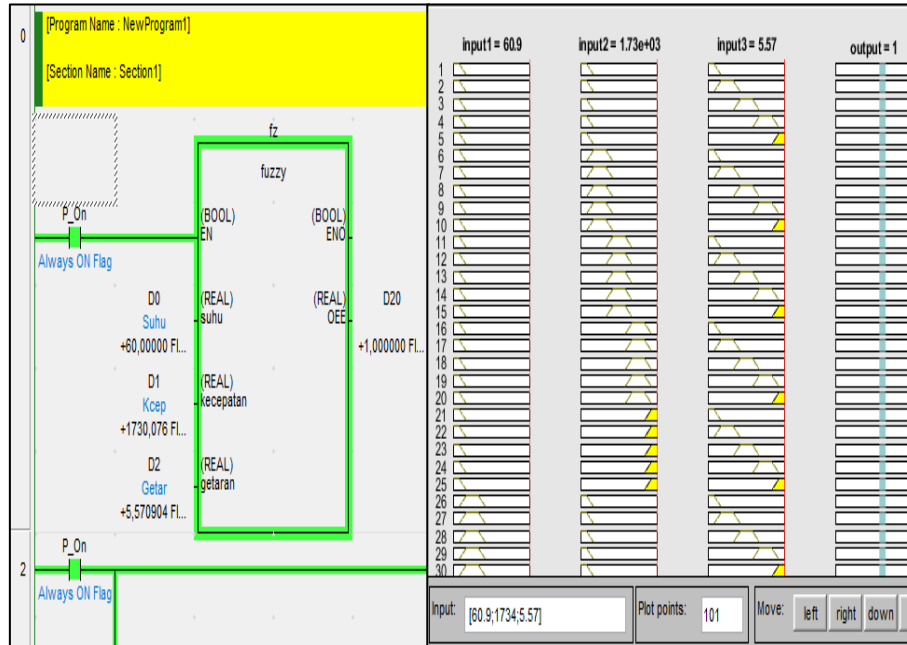 0
[Program Name : NewProgram1]
[Section Name : Section1]
fz
fuzzy
P_On
(BOOL)
EN
(BOOL)
ENO
Always ON Flag
D0
Suhu
+60,00000 Fl...
(REAL)
suhu
(REAL)
OEE
D20
+1,000000 Fl...
D1
Kcep
+1730,076 Fl...
(REAL)
kecepatan
D2
Getar
+5,570904 Fl...
(REAL)
getaran
2
P_On
Always ON Flag
input1 = 60.9
input2 = 1.73e+03
input3 = 5.57
output = 1
1
2
3
4
5
6
7
8
9
10
11
12
13
14
15
16
17
18
19
20
21
22
23
24
25
26
27
28
29
30
Input:
[60.9;1734;5.57]
Plot points:
101
Move:
left
right
down